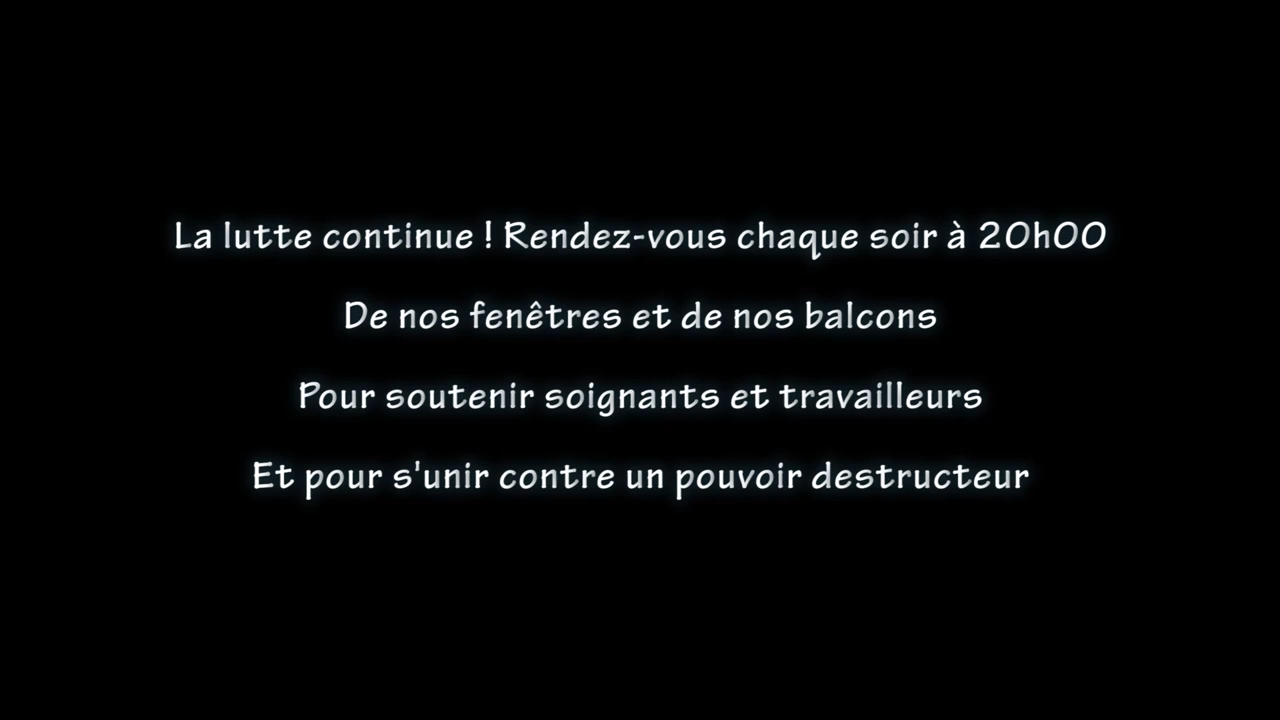 La lutte continue ! Rendez-vous chaque soir à 20h00
De nos fenêtres et de nos balcons
Pour soutenir soignants et travailleurs
Et pour s'unir contre un pouvoir destructeur